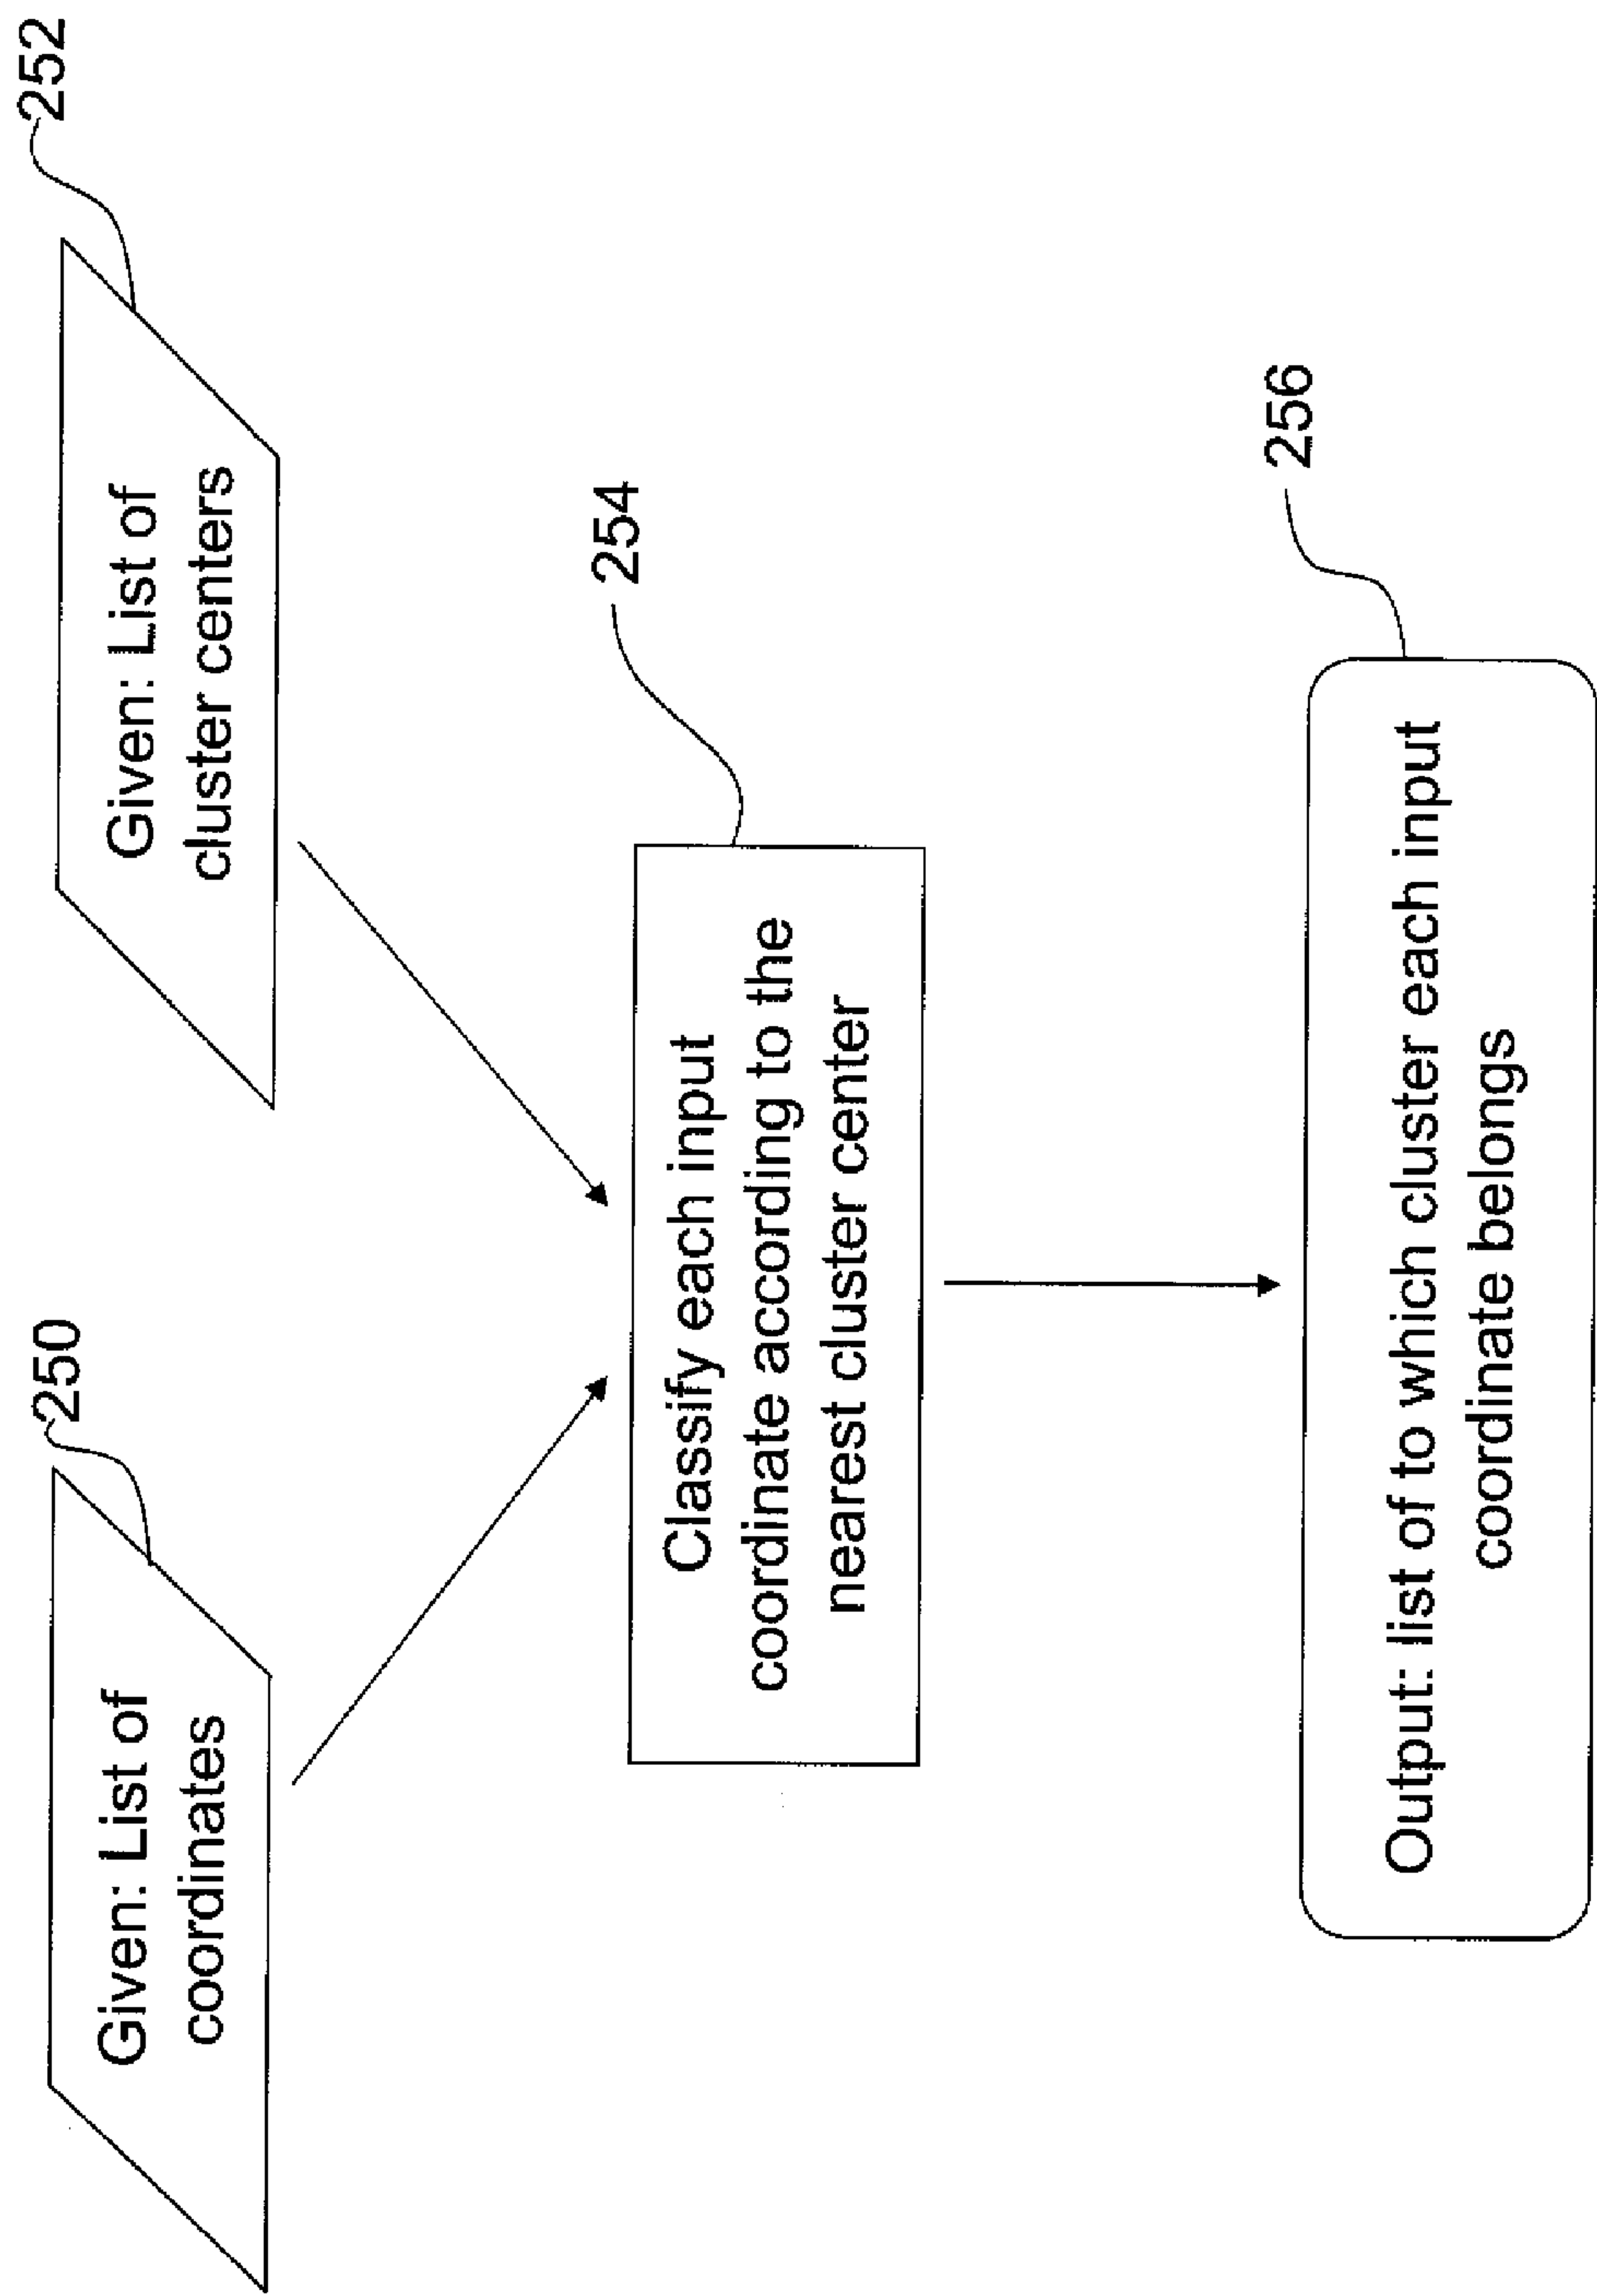 250
Given: List of
coordinates
252
Given: List of
cluster centers
254
Classify each input
coordinate according to the
nearest cluster center
256
Output: list of to which cluster each input
coordinate belongs